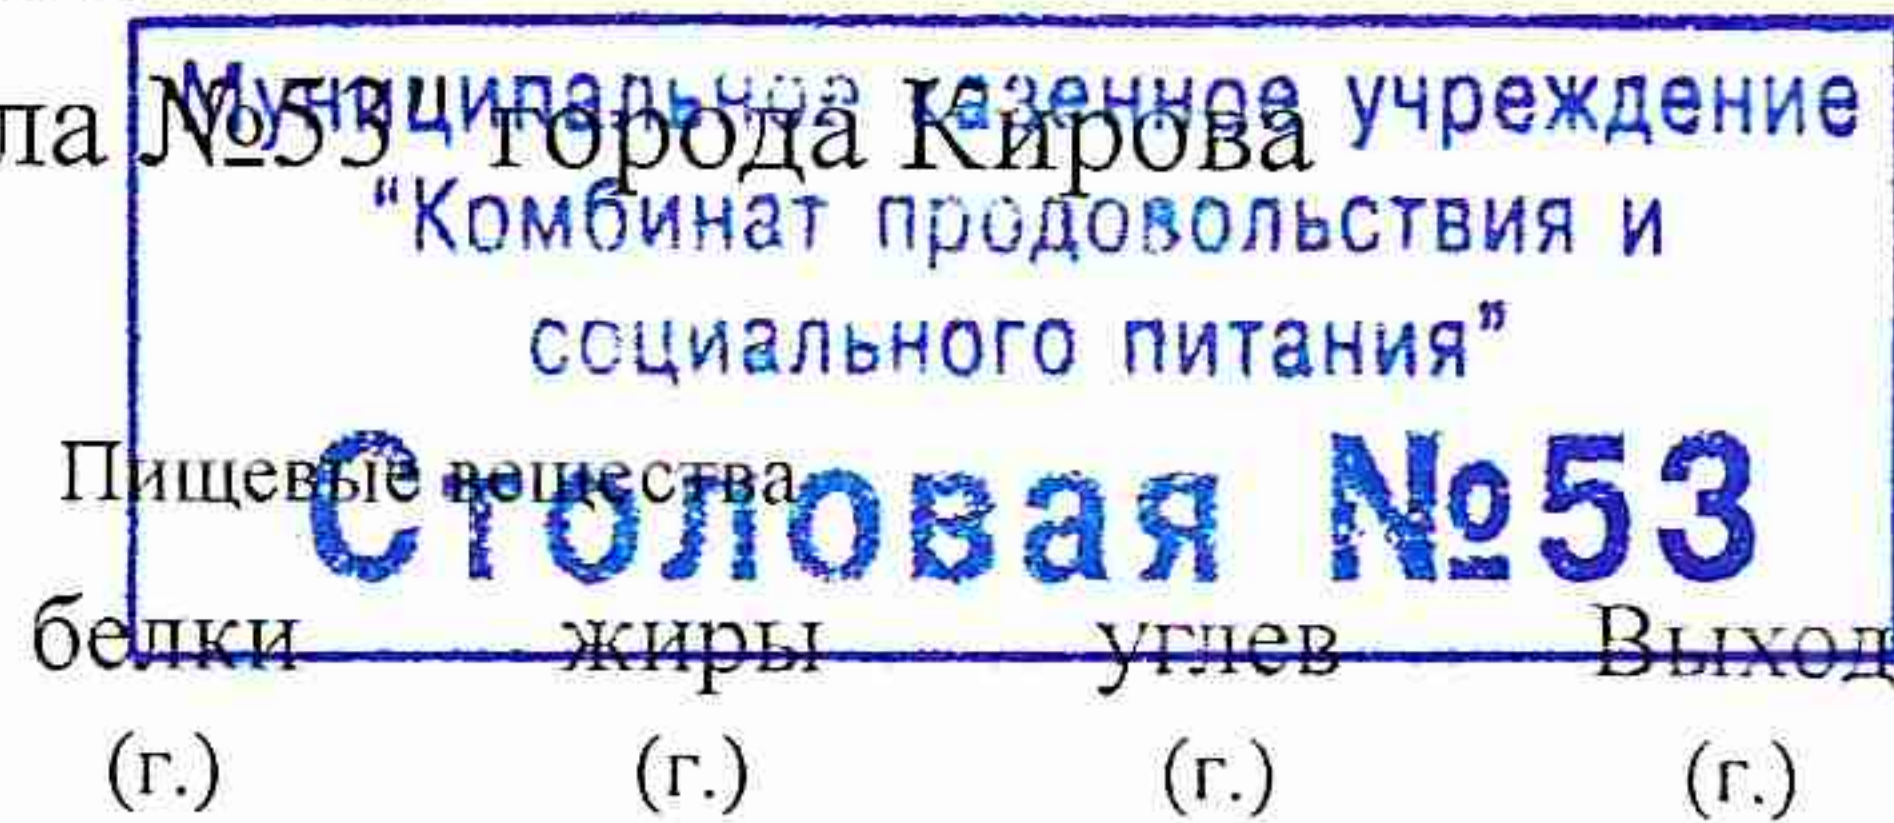 Муниципальное казенное учреждение
ла №53 города Кирова
“Комбинат продовольствия и
социального питания”
Пищевые вещества
Столовая №53
белки жиры углев Выход
(г.) (г.) (г.) (г.)